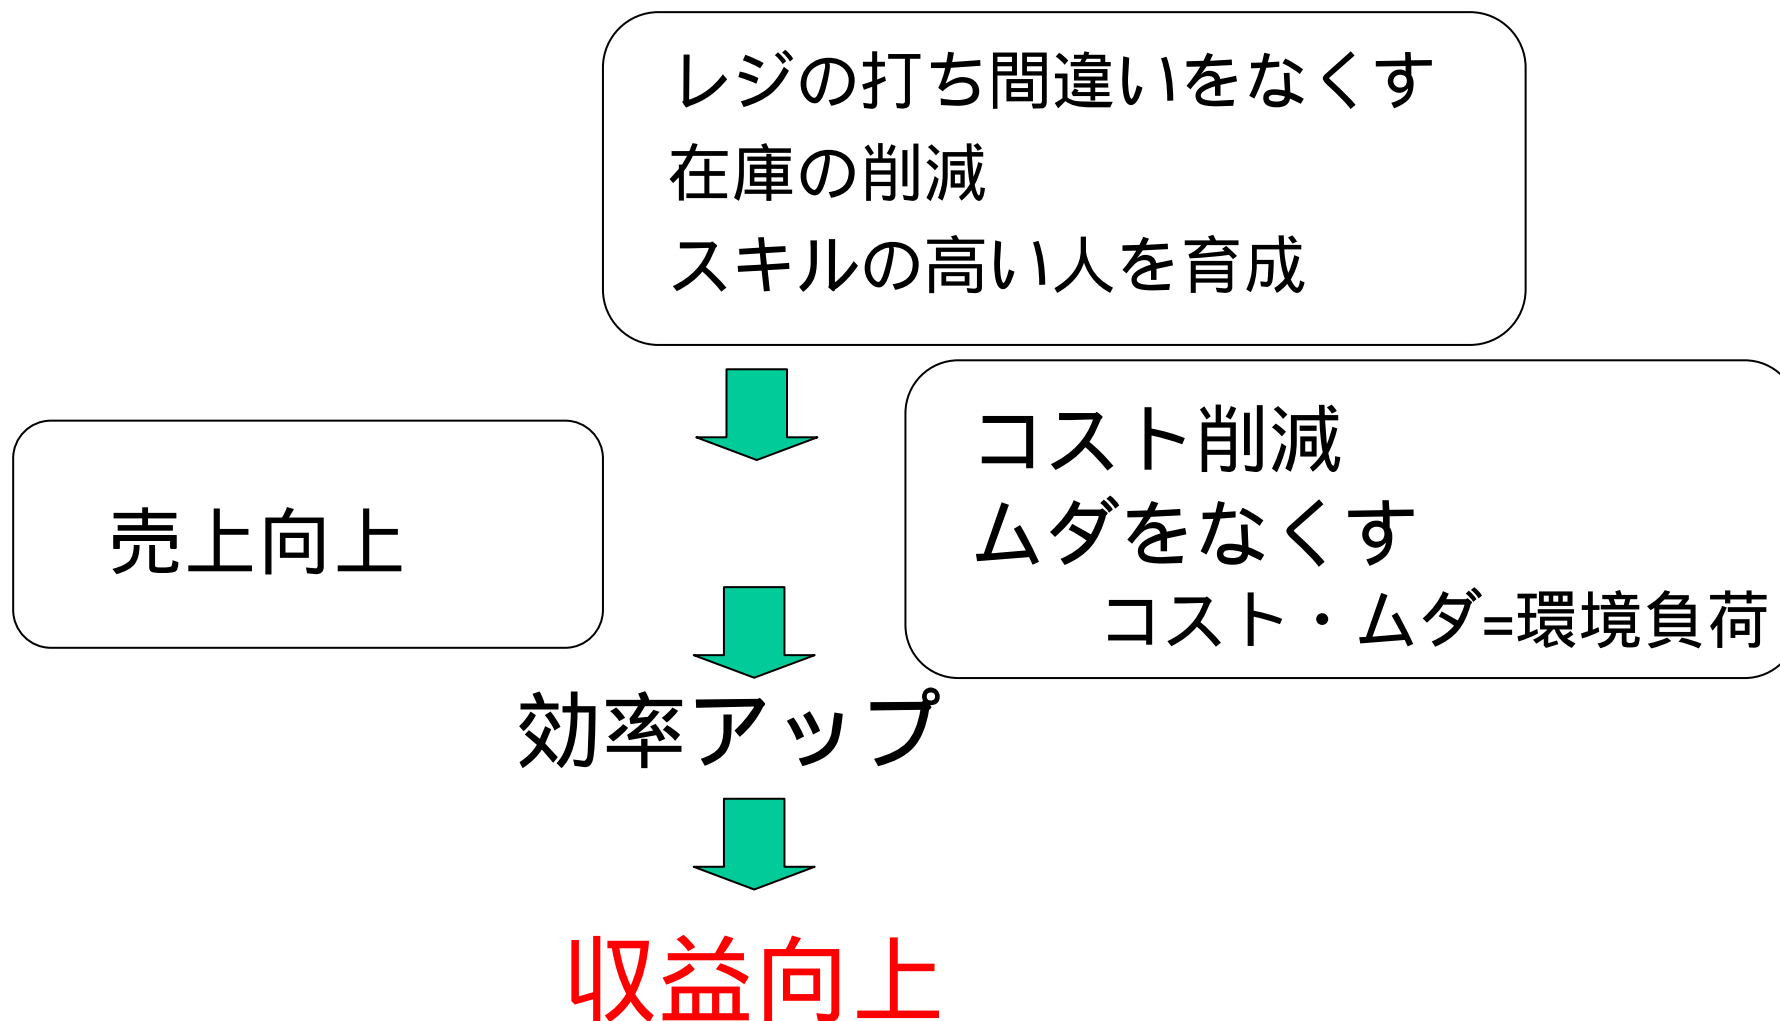 レジの打ち間違いをなくす
在庫の削減
スキルの高い人を育成
売上向上
コスト削減
ムダをなくす
コスト・ムダ=環境負荷
効率アップ
収益向上